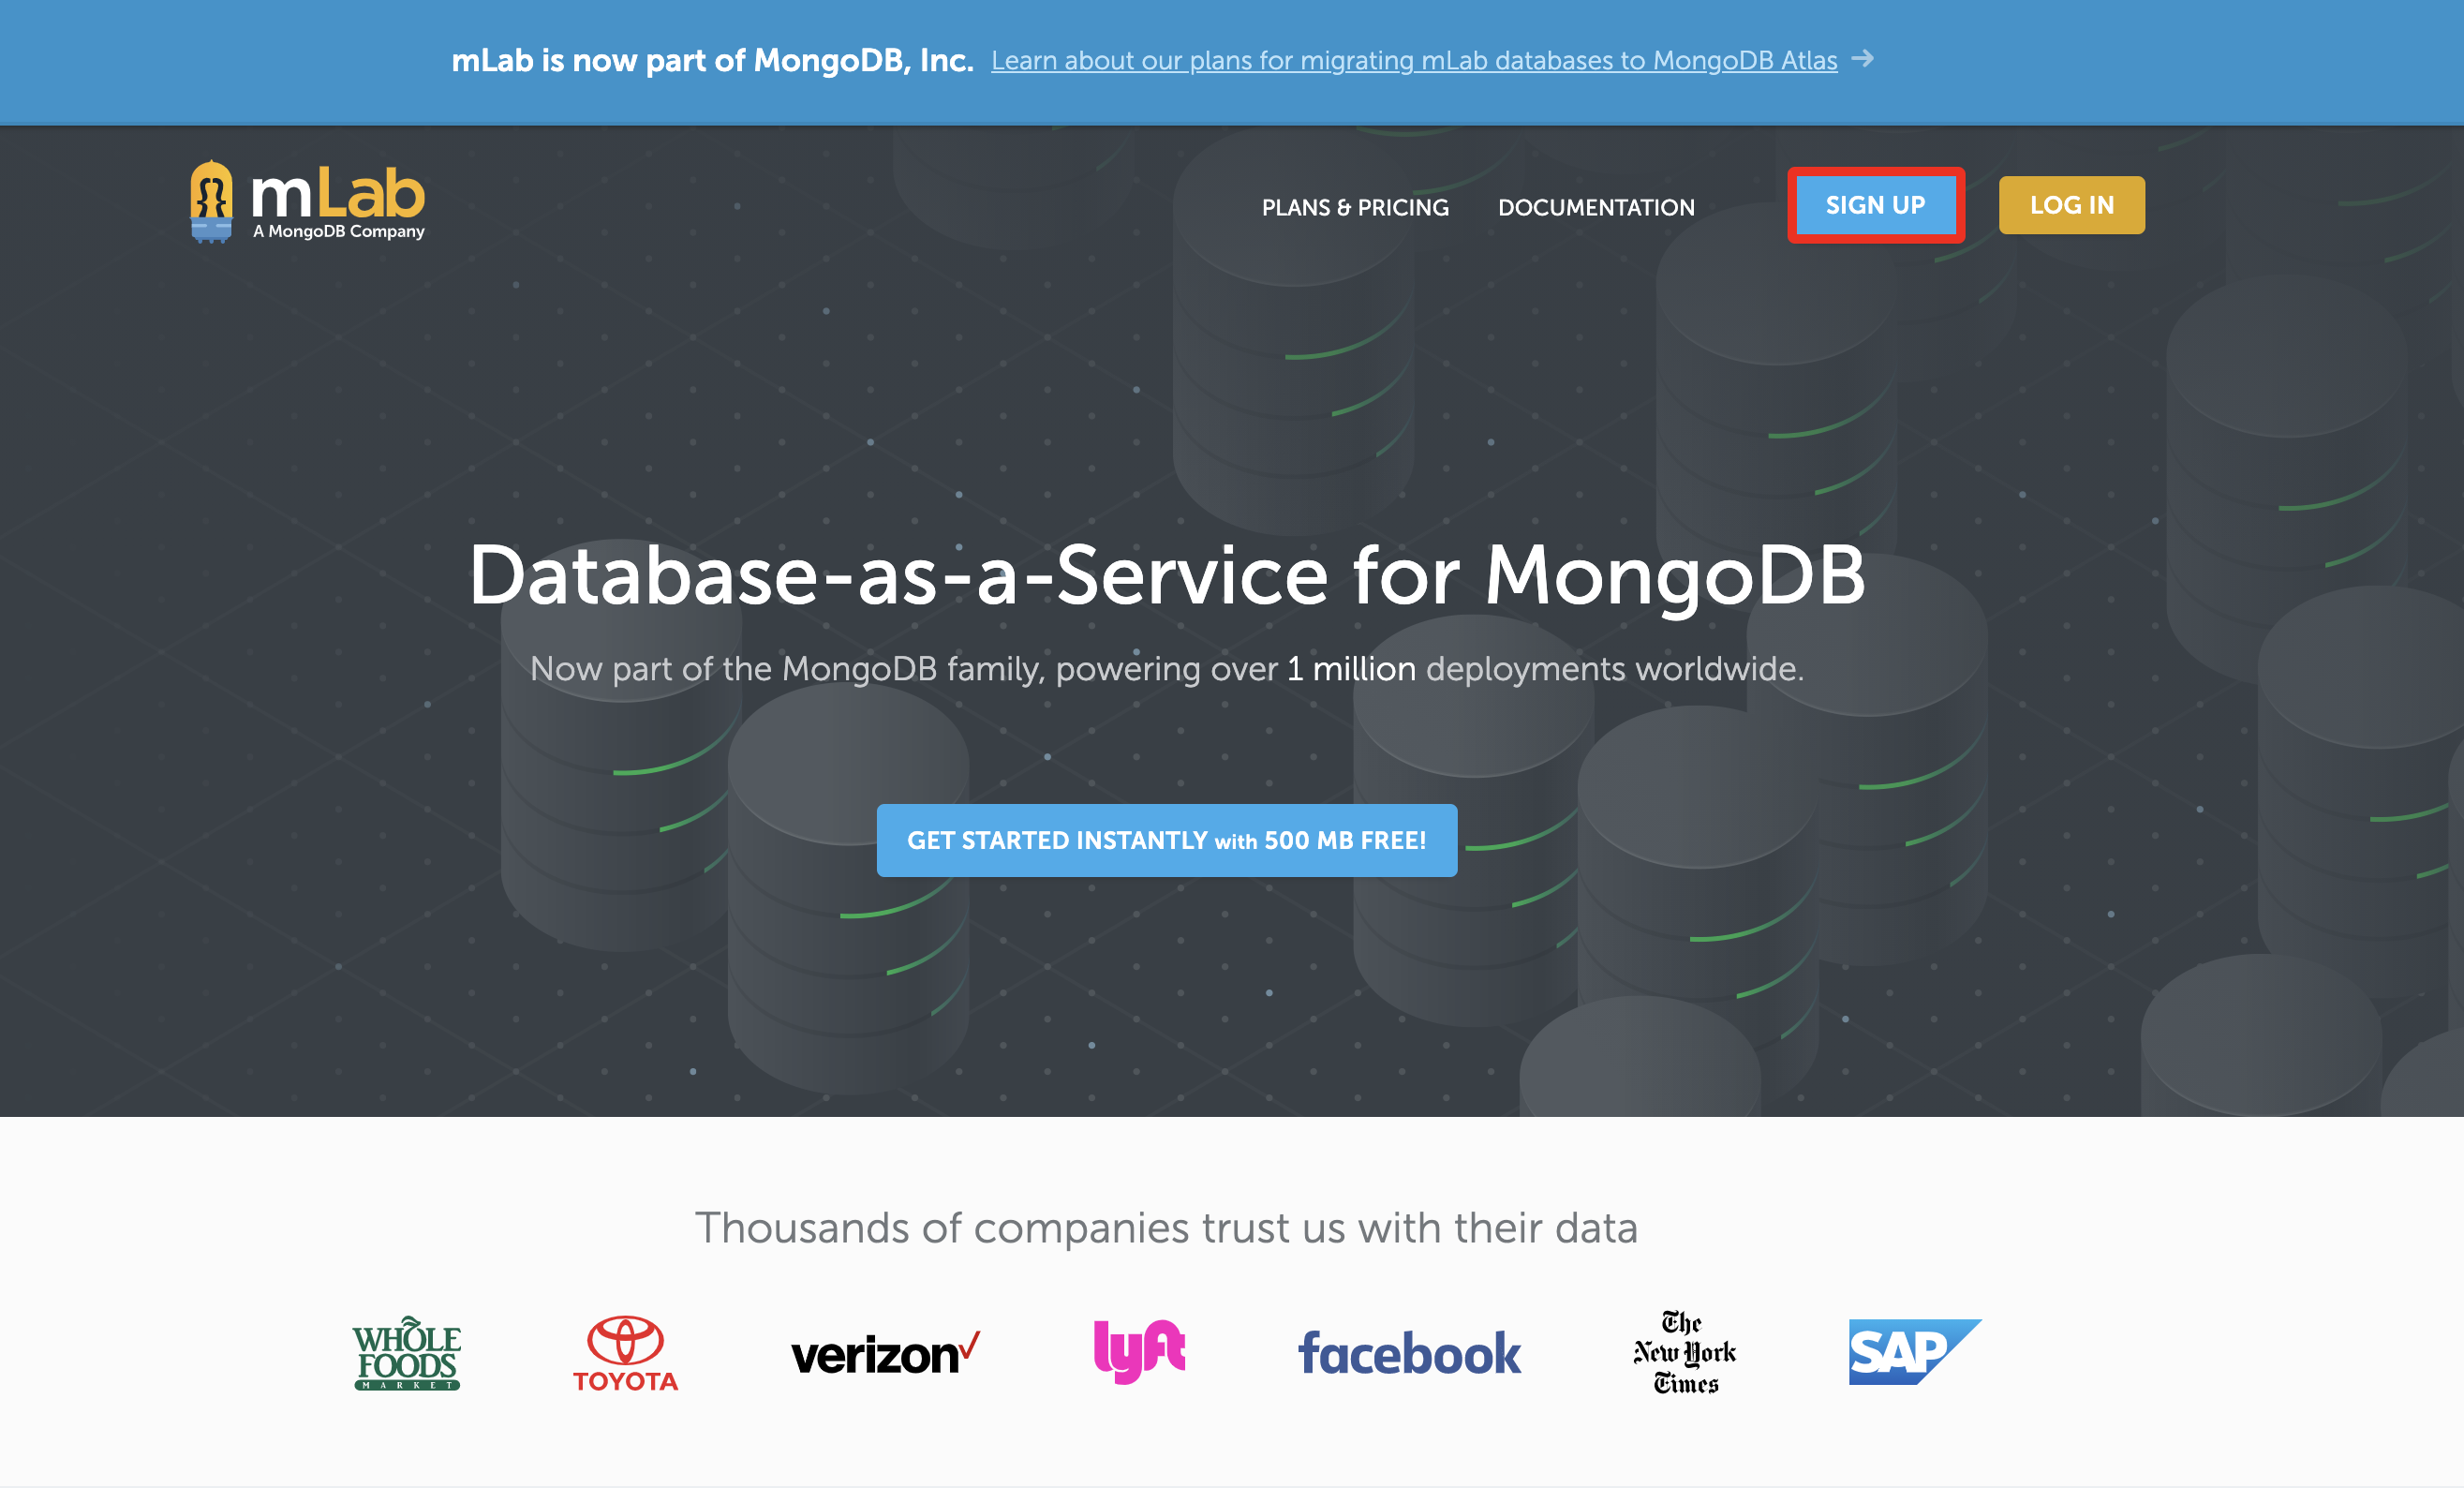 mLab is now part of MongoDB, Inc. Learn about our plans for migrating mLab databases to MongoDB Atlas →
mLab
A MongoDB Company
PLANS & PRICING DOCUMENTATION SIGN UP LOG IN
Database-as-a-Service for MongoDB
Now part of the MongoDB family, powering over 1 million deployments worldwide.
GET STARTED INSTANTLY with 500 MB FREE!
Thousands of companies trust us with their data
WHOLE
FOODS
MARKET
TOYOTA
verizon
lyft
facebook
The
New York
Times
SAP